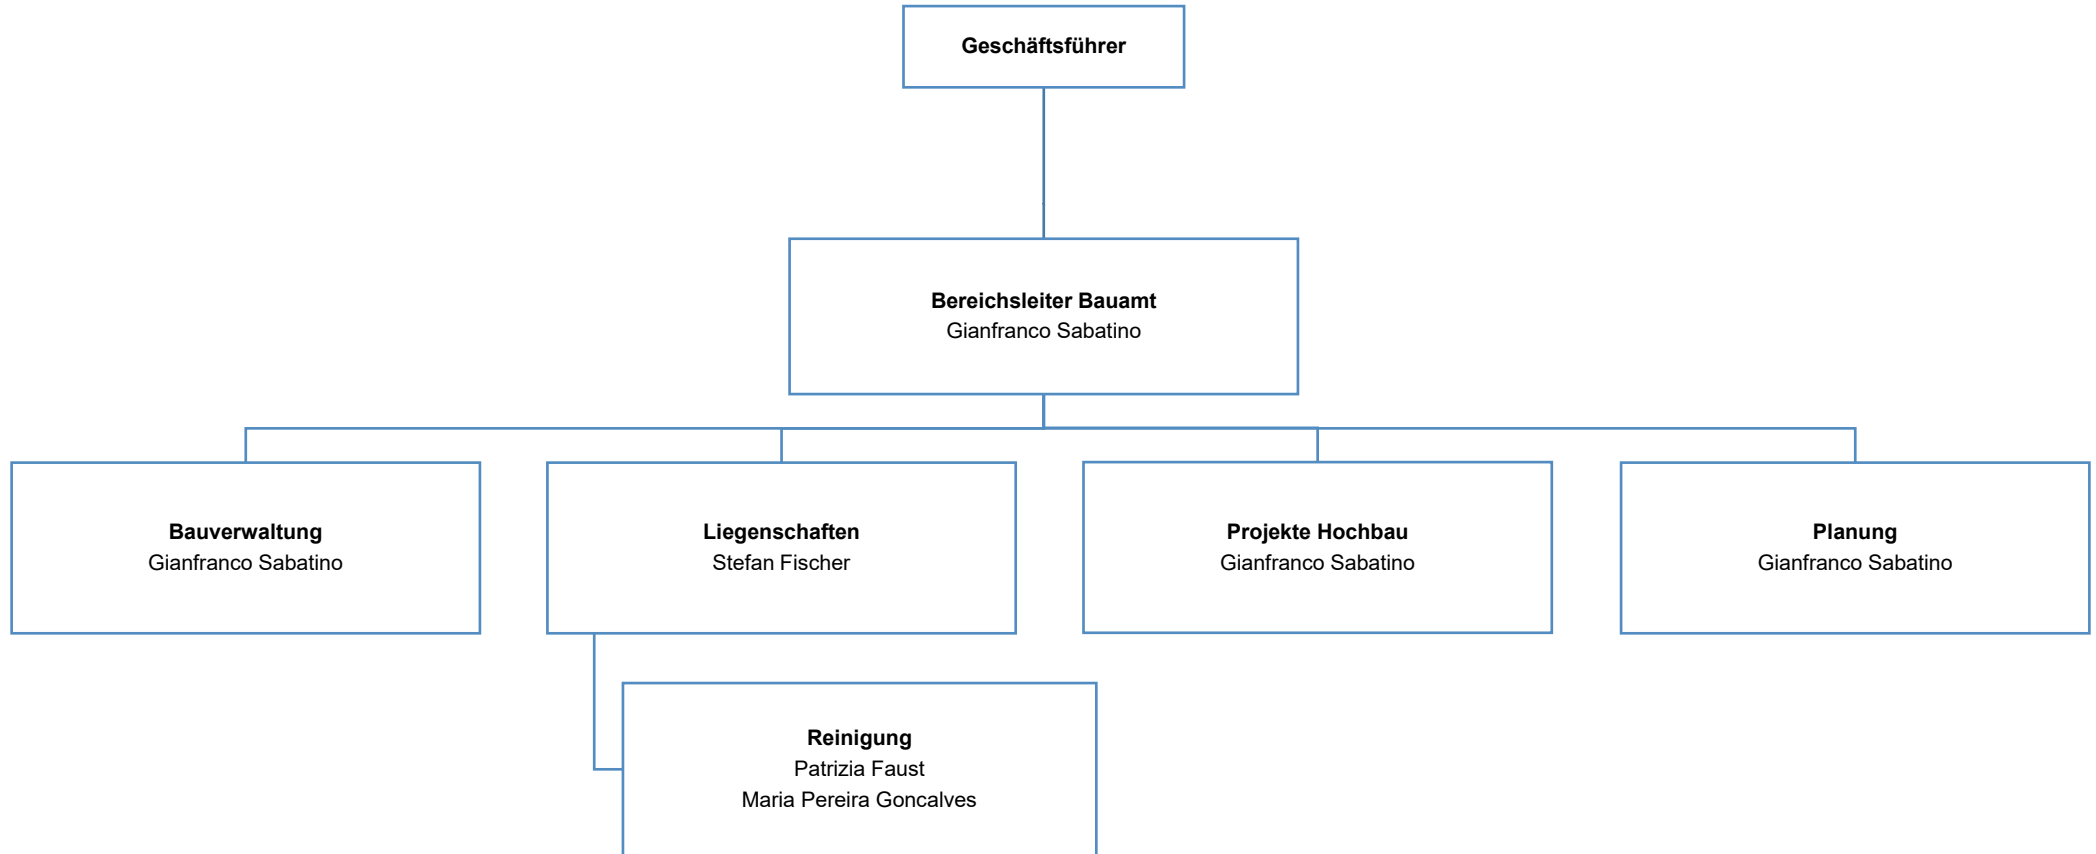 Geschäftsführer
Bereichsleiter Bauamt
Gianfranco Sabatino
Bauverwaltung
Gianfranco Sabatino
Liegenschaften
Stefan Fischer
Projekte Hochbau
Gianfranco Sabatino
Planung
Gianfranco Sabatino
Reinigung
Patrizia Faust
Maria Pereira Goncalves